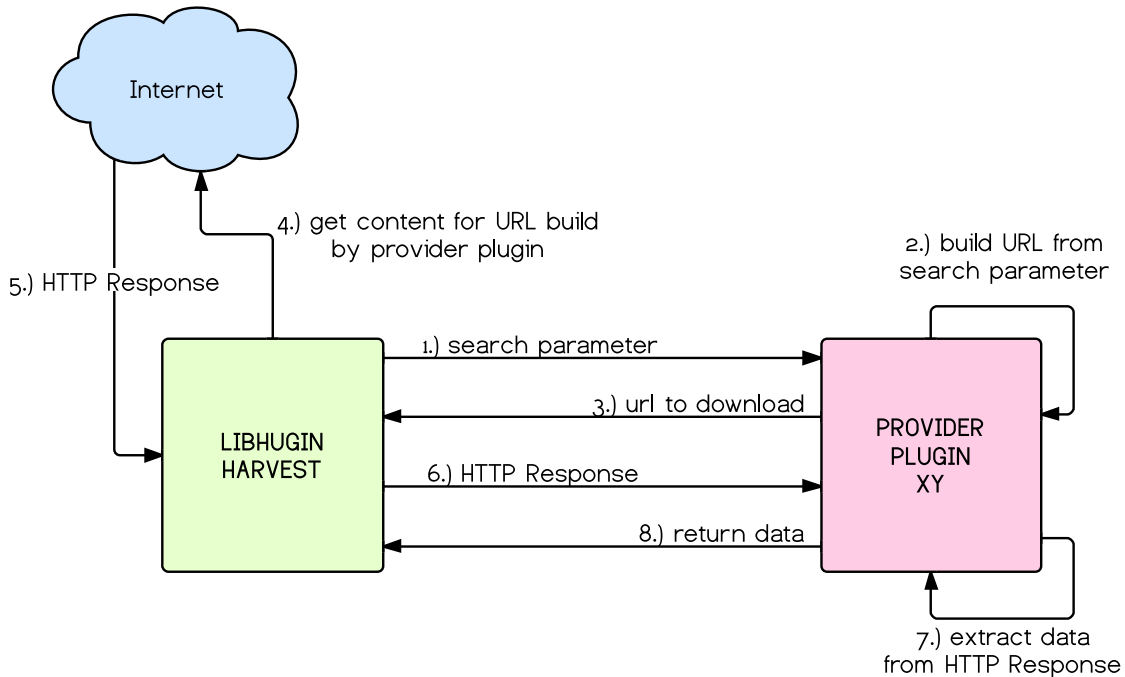 Internet
4.) get content for URL build
by provider plugin
2.) build URL from
search parameter
5.) HTTP Response
1.) search parameter
3.) url to download
LIBHUGIN
HARVEST
PROVIDER
PLUGIN
XY
6.) HTTP Response
8.) return data
7.) extract data
from HTTP Response